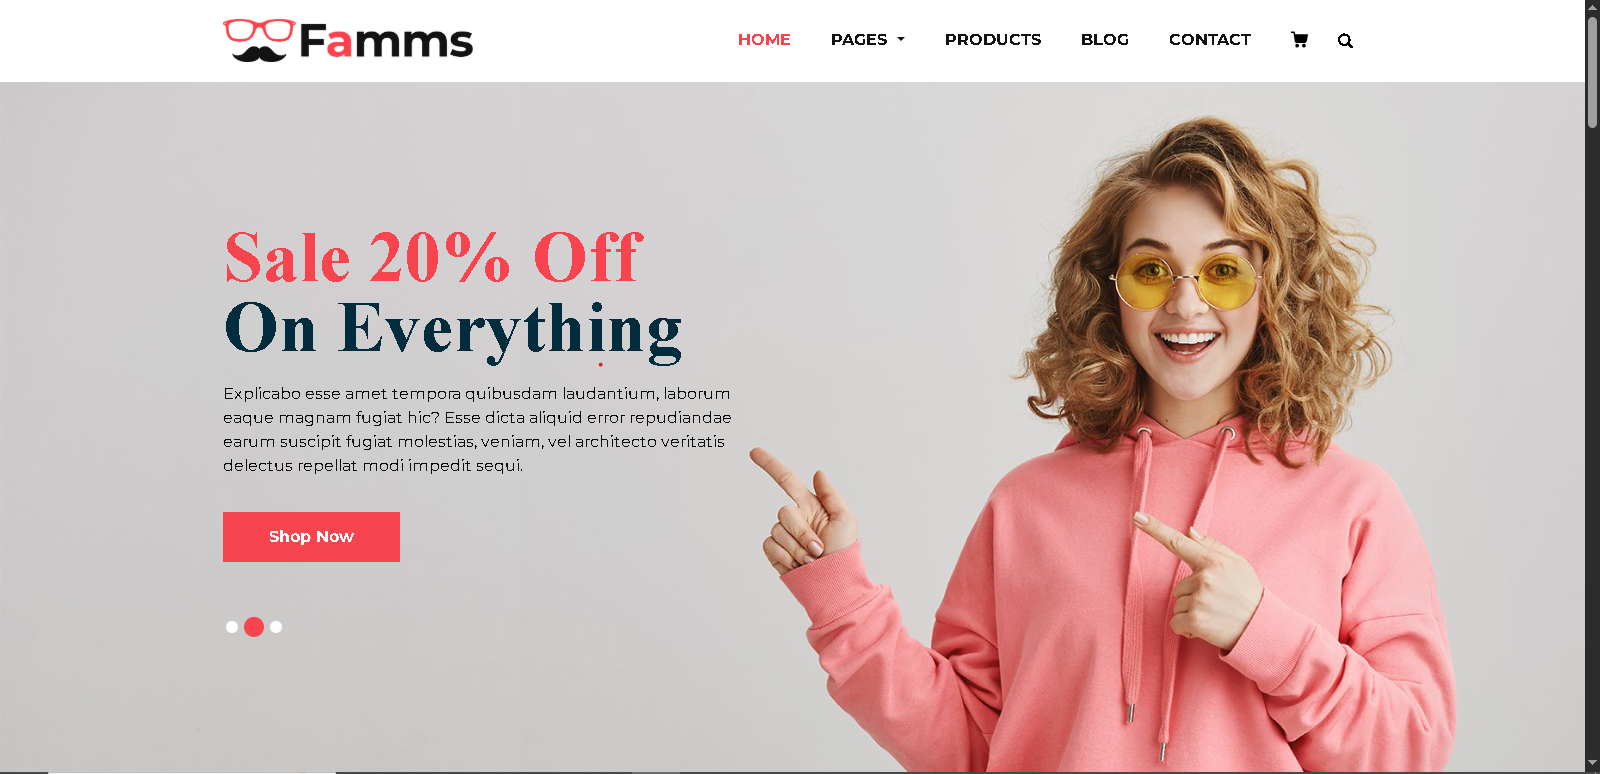 Famms
HOME PAGES PRODUCTS BLOG CONTACT
Sale 20% Off
On Everything
Explicabo esse amet tempora quibusdam laudantium, laborum
eaque magnam fugiat hic? Esse dicta aliquid error repudiandae
earum suscipit fugiat molestias, veniam, vel architecto veritatis
delectus repellat modi impedit sequi.
Shop Now